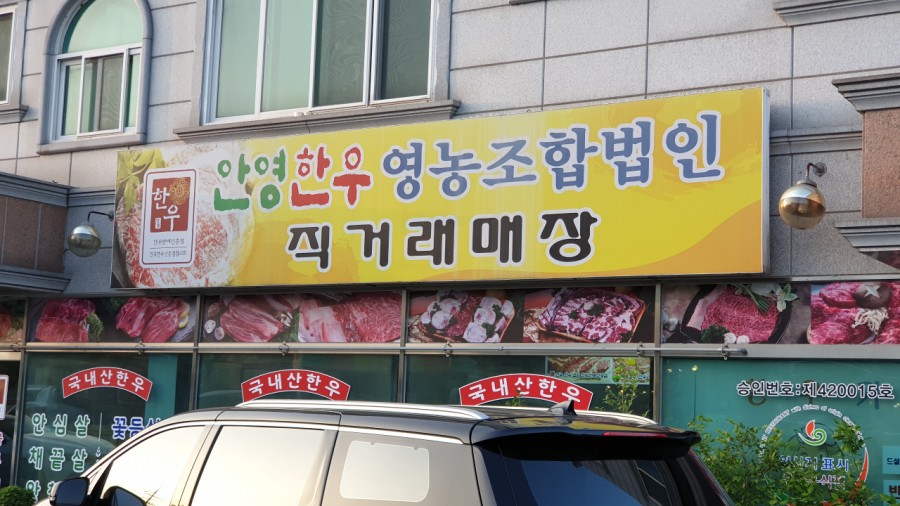 안영한우 영농조합법인
직거래매장
한우
국내산한우
국내산한우
국내산한우
승인번호:제420015호
안심살
채끝살
表시